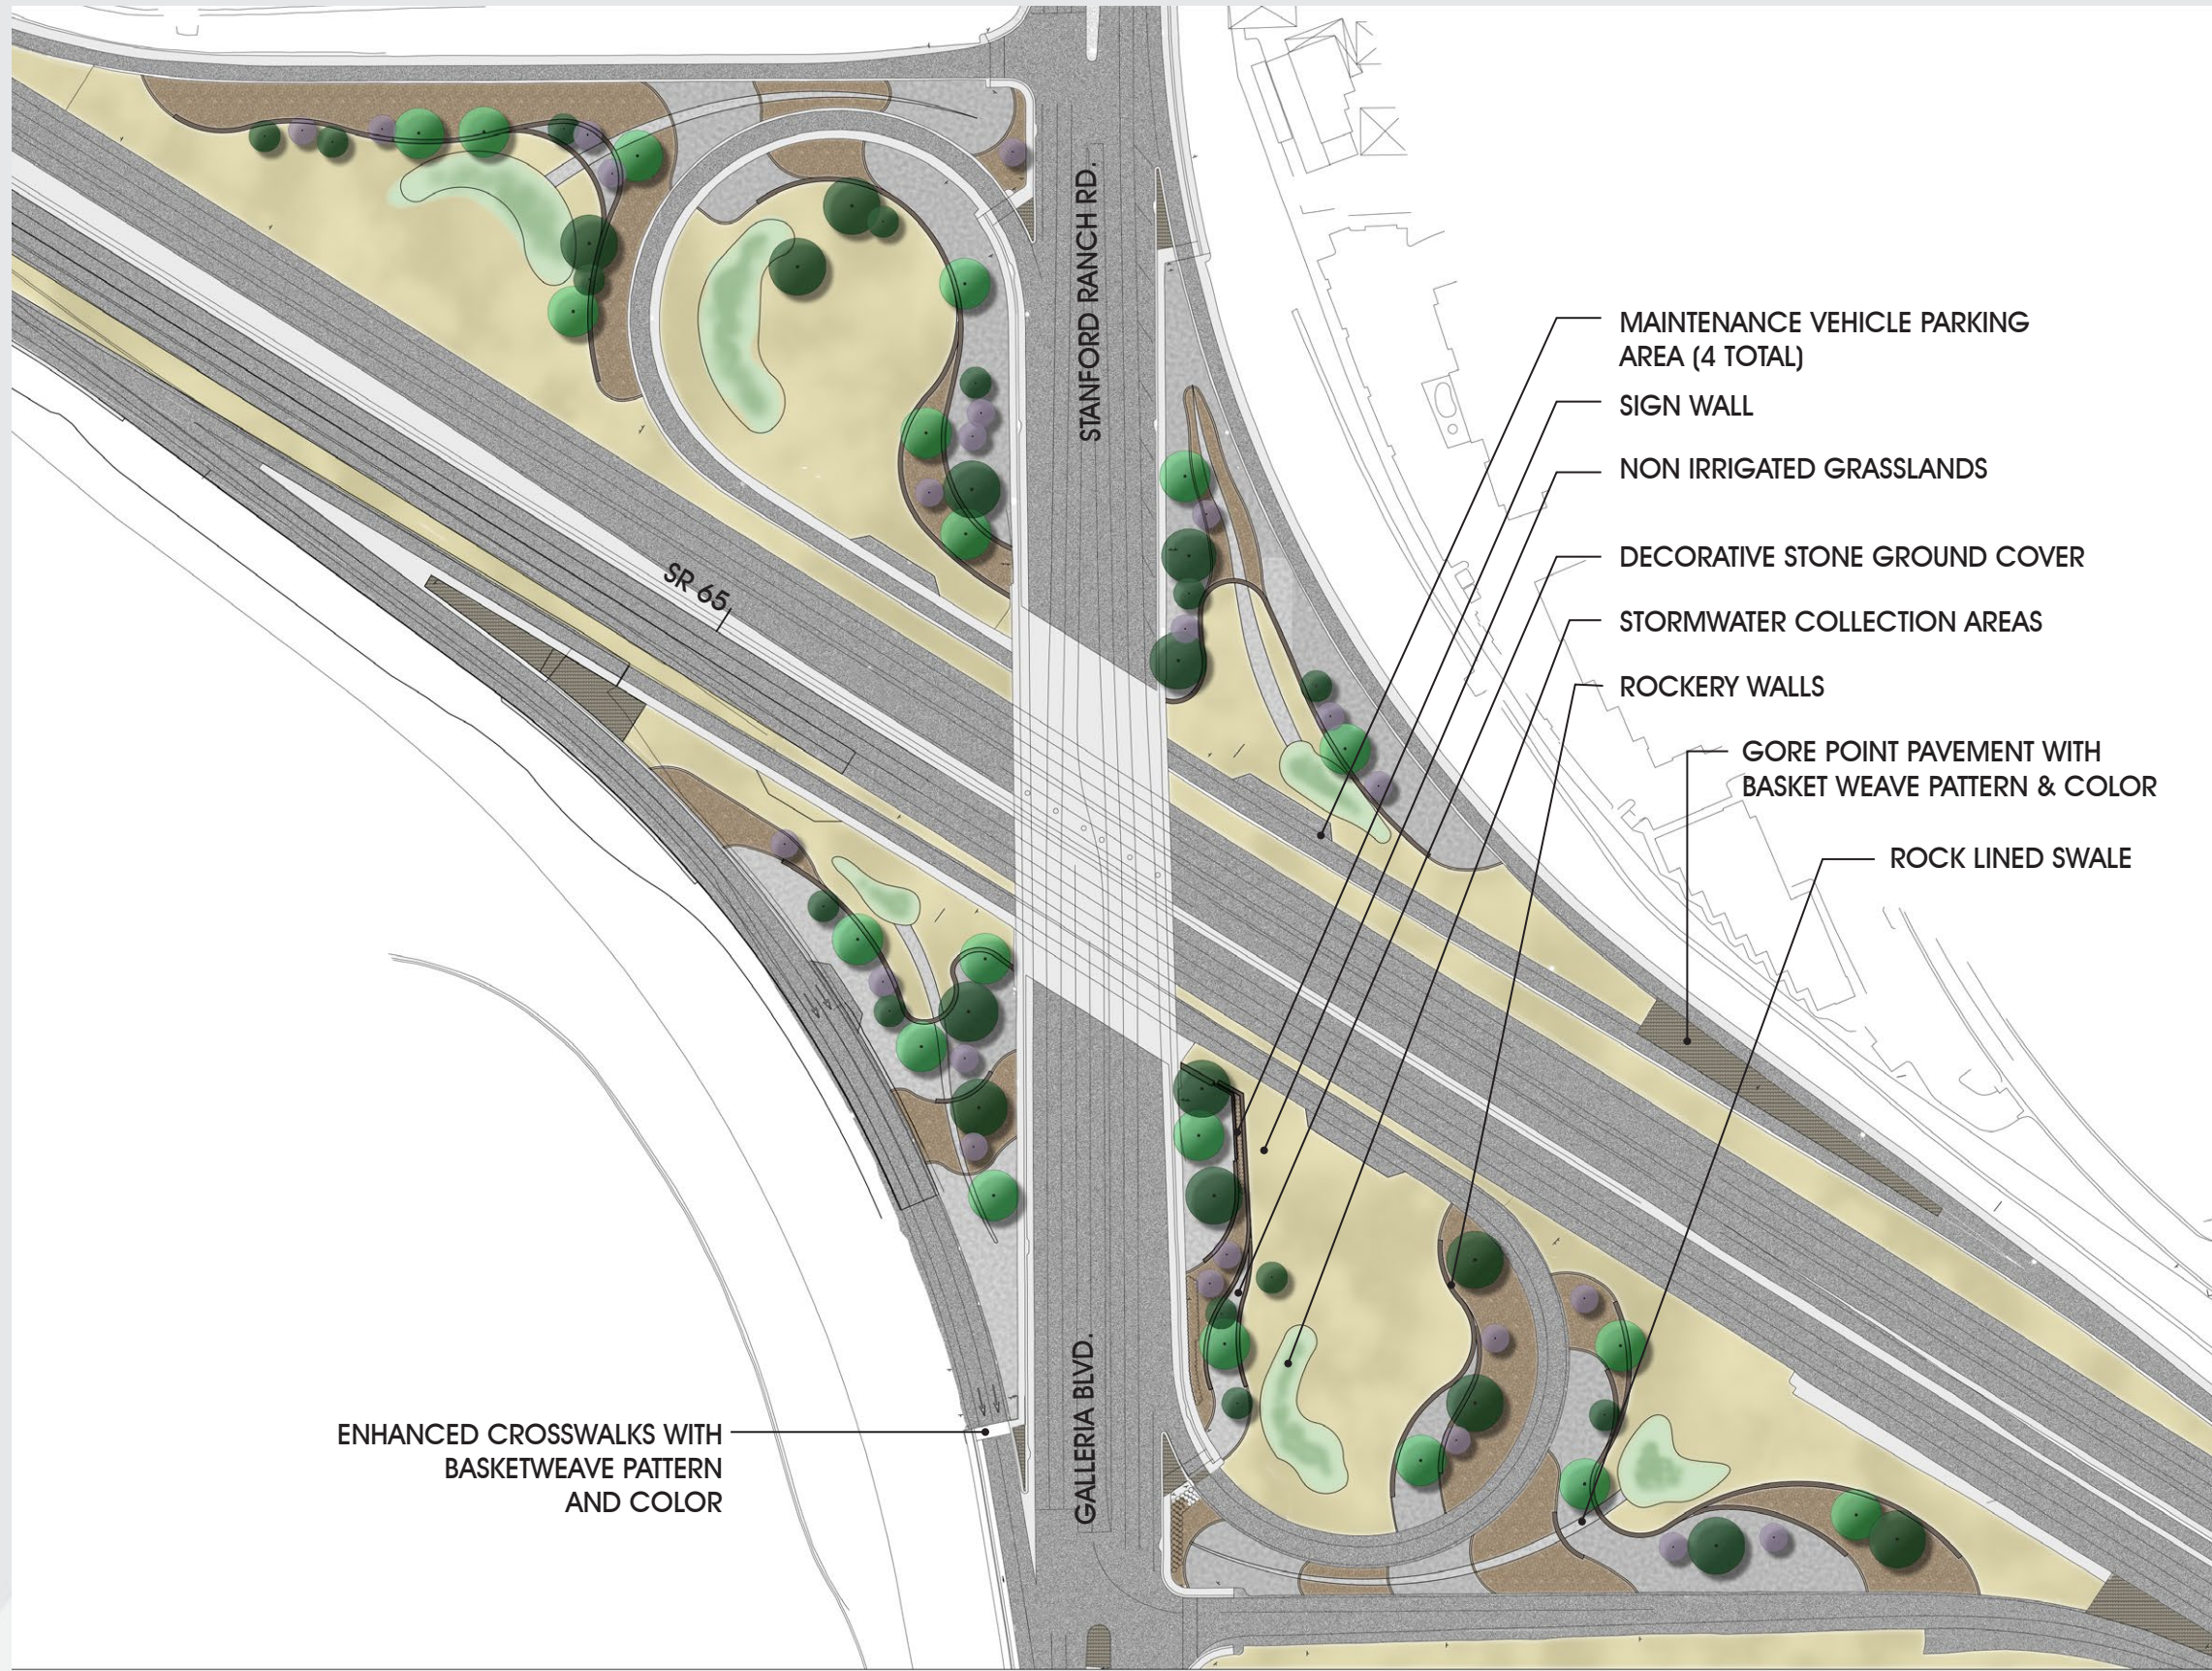 STANFORD RANCH RD.
MAINTENANCE VEHICLE PARKING
AREA (4 TOTAL)
SIGN WALL
NON IRRIGATED GRASSLANDS
DECORATIVE STONE GROUND COVER
SR 65
STORMWATER COLLECTION AREAS
ROCKERY WALLS
GORE POINT PAVEMENT WITH
BASKET WEAVE PATTERN & COLOR
ROCK LINED SWALE
GALLERIA BLVD.
ENHANCED CROSSWALKS WITH
BASKETWEAVE PATTERN
AND COLOR